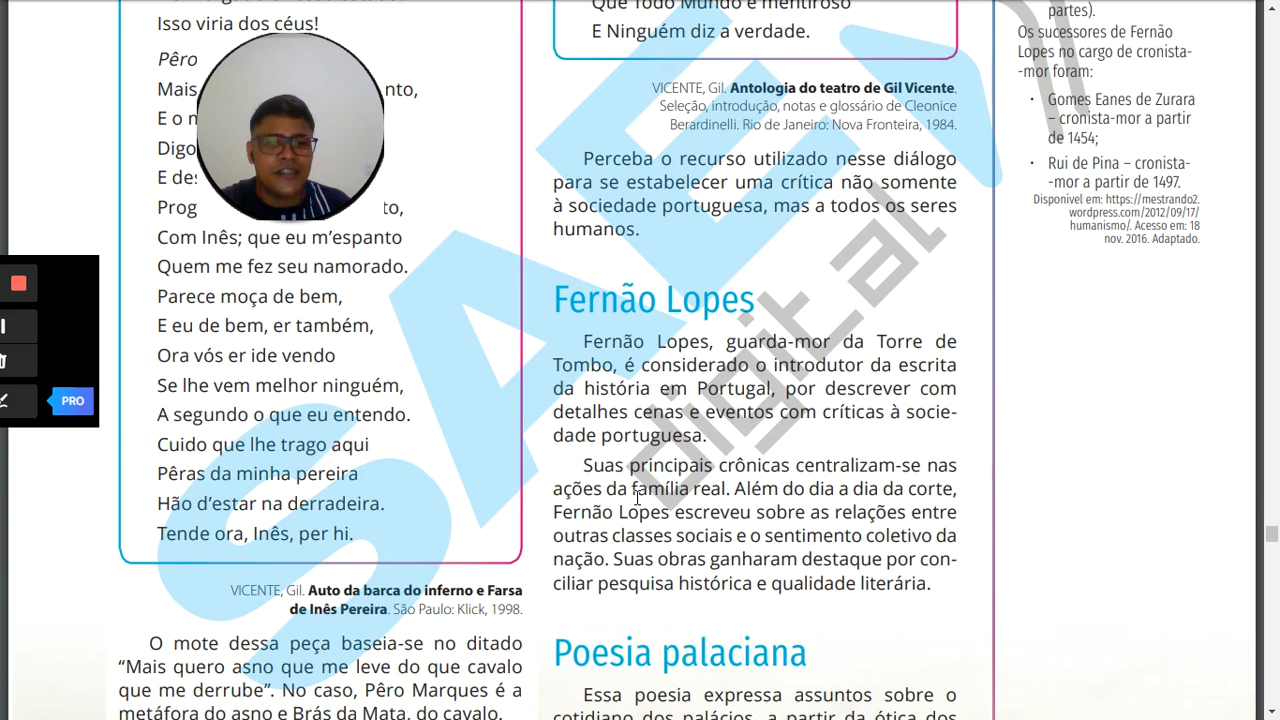 Isso viria dos céus!
Pêro
Mais nto,
E o
Digo
E
Prog to,
Com Inês; que eu m’espanto
Quem me fez seu namorado.
Parece moça de bem,
E eu de bem, er também,
Ora vós er ide vendo
Se lhe vem melhor ninguém,
A segundo o que eu entendo.
Cuido que lhe trago aqui
Pêras da minha pereira
Hão d’estar na derradeira.
Tende ora, Inês, per hi.
VICENTE, Gil. Auto da barca do inferno e Farsa
de Inês Pereira. São Paulo: Klick, 1998.
O mote dessa peça baseia-se no ditado
“Mais quero asno que me leve do que cavalo
que me derrube”. No caso, Pêro Marques é a
metáfora do asno e Brás da Mata, do cavalo.
Que Todo Mundo é mentiroso
E Ninguém diz a verdade.
VICENTE, Gil. Antologia do teatro de Gil Vicente.
Seleção, introdução, notas e glossário de Cleonice
Berardinelli. Rio de Janeiro: Nova Fronteira, 1984.
Perceba o recurso utilizado nesse diálogo
para se estabelecer uma crítica não somente
à sociedade portuguesa, mas a todos os seres
humanos.
Fernão Lopes
Fernão Lopes, guarda-mor da Torre de
Tombo, é considerado o introdutor da escrita
da história em Portugal, por descrever com
detalhes cenas e eventos com críticas à socie-
dade portuguesa.
Suas principais crônicas centralizam-se nas
ações da família real. Além do dia a dia da corte,
Fernão Lopes escreveu sobre as relações entre
outras classes sociais e o sentimento coletivo da
nação. Suas obras ganharam destaque por con-
ciliar pesquisa histórica e qualidade literária.
Poesia palaciana
Essa poesia expressa assuntos sobre o
cotidiano dos palácios, a partir da ótica dos
partes).
Os sucessores de Fernão
Lopes no cargo de cronista-
-mor foram:
· Gomes Eanes de Zurara
– cronista-mor a partir
de 1454;
· Rui de Pina – cronista-
-mor a partir de 1497.
Disponível em: https://mestrando2.
wordpress.com/2012/09/17/
humanismo/. Acesso em: 18
nov. 2016. Adaptado.
PRO
SAE
digital